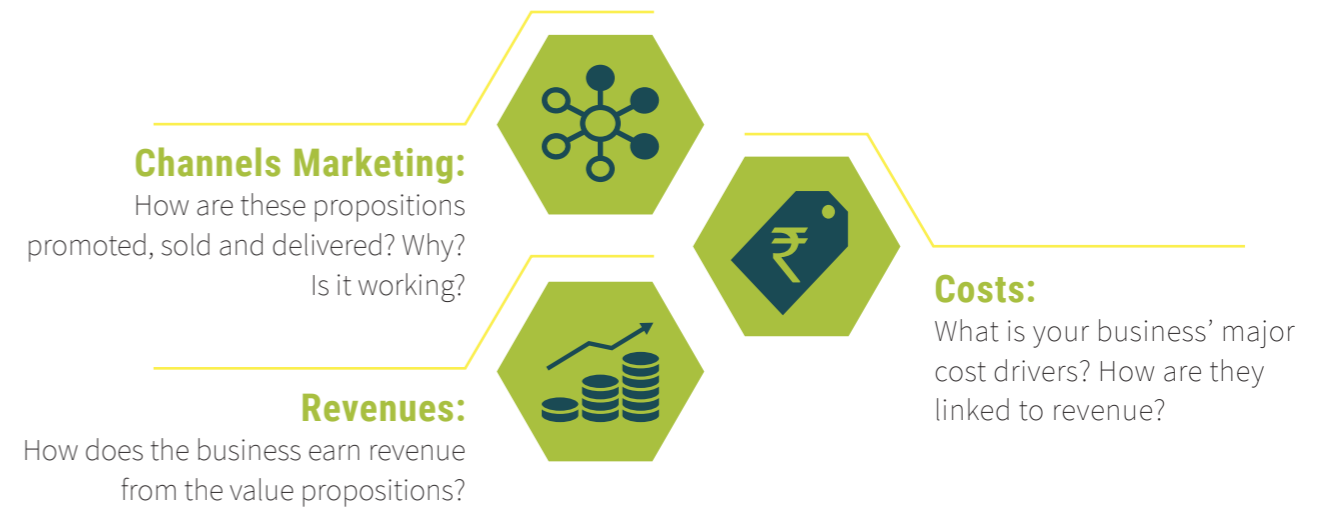 Channels Marketing:
How are these propositions
promoted, sold and delivered? Why?
Is it working?
Costs:
What is your business’ major
cost drivers? How are they
linked to revenue?
Revenues:
How does the business earn revenue
from the value propositions?